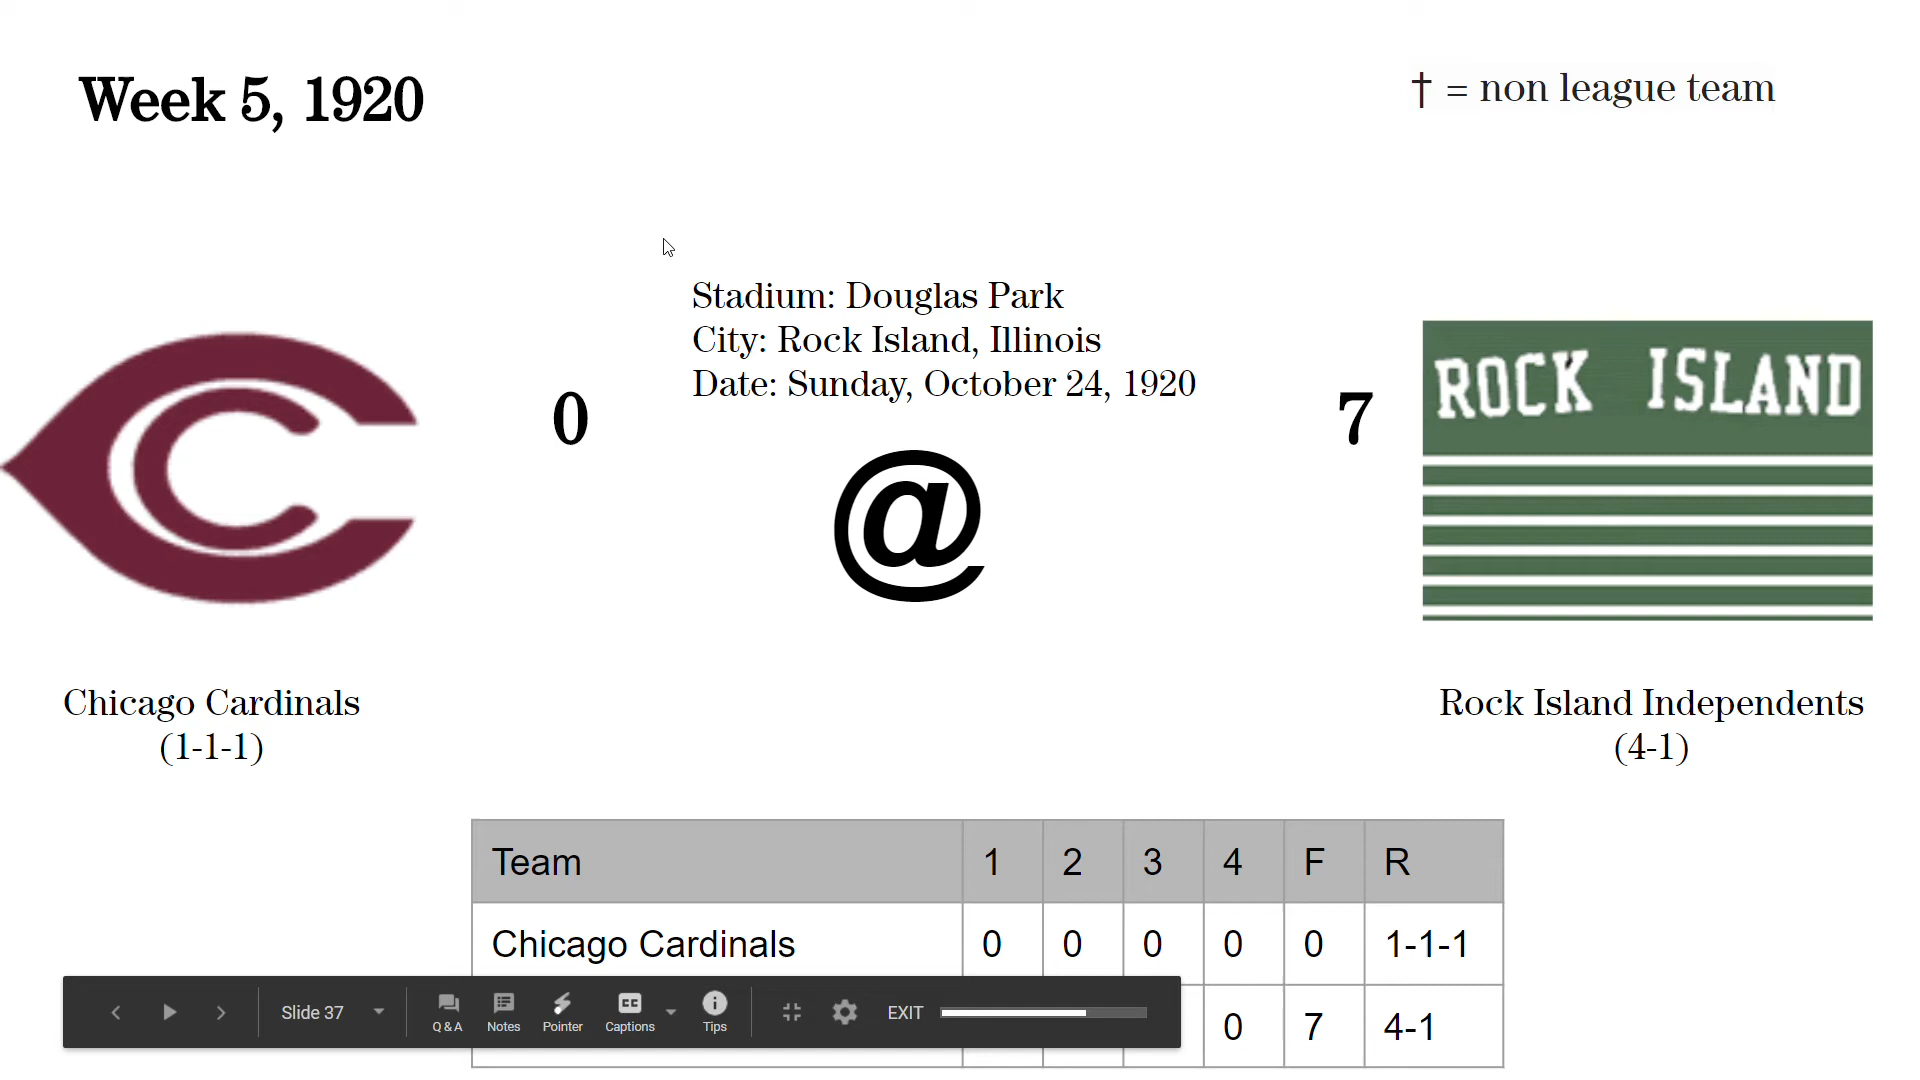 Week 5, 1920
† = non league team
Stadium: Douglas Park
City: Rock Island, Illinois
Date: Sunday, October 24, 1920
0
7
@
ROCK ISLAND
Chicago Cardinals
(1-1-1)
Rock Island Independents
(4-1)
Team 1 2 3 4 F R
Chicago Cardinals 0 0 0 0 0 1-1-1
0 7 4-1
Slide 37
Q & A
Notes
Pointer
CC
Captions
Tips
EXIT